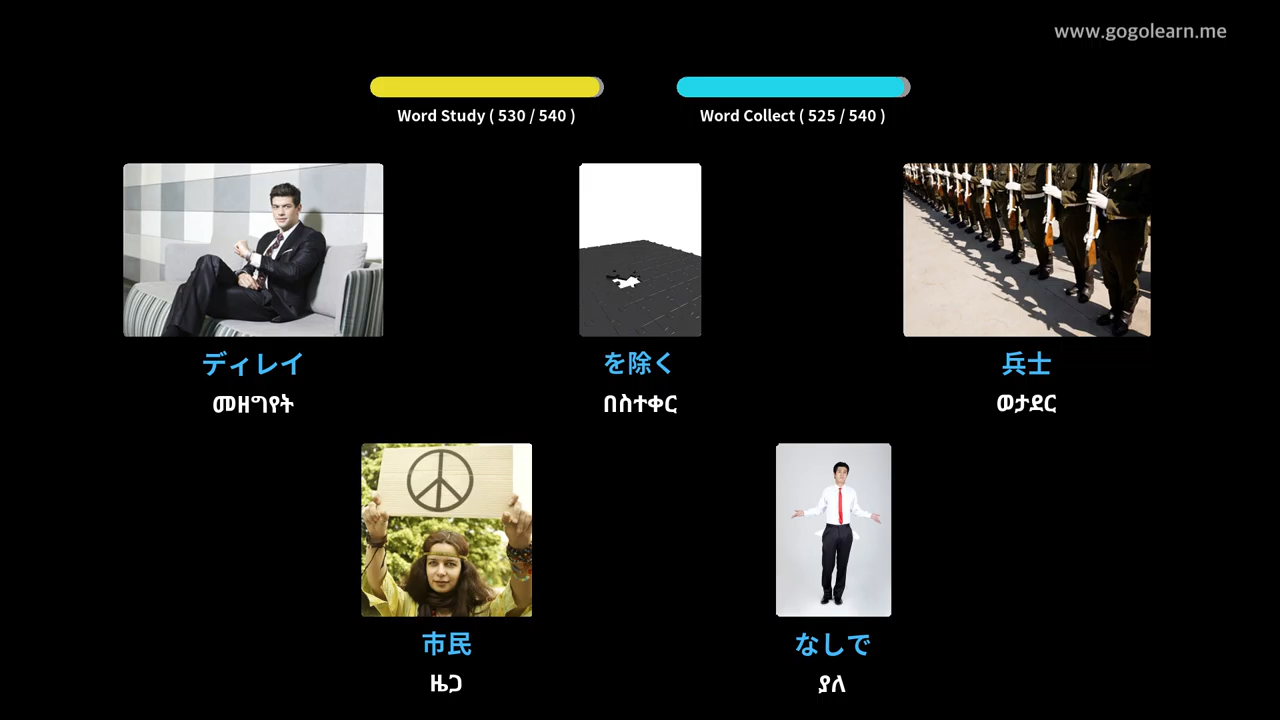 www.gogolearn.me
Word Study ( 530 / 540 )
Word Collect ( 525 / 540 )
ディレイ
መዘግየት
を除く
በስተቀር
兵士
ወታደር
市民
ዜጋ
なしで
ያለ